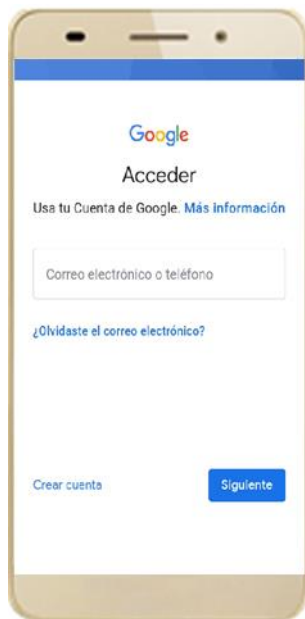 Google
Acceder
Usa tu Cuenta de Google. Más información
Correo electrónico o teléfono
¿Olvidaste el correo electrónico?
Crear cuenta
Siguiente